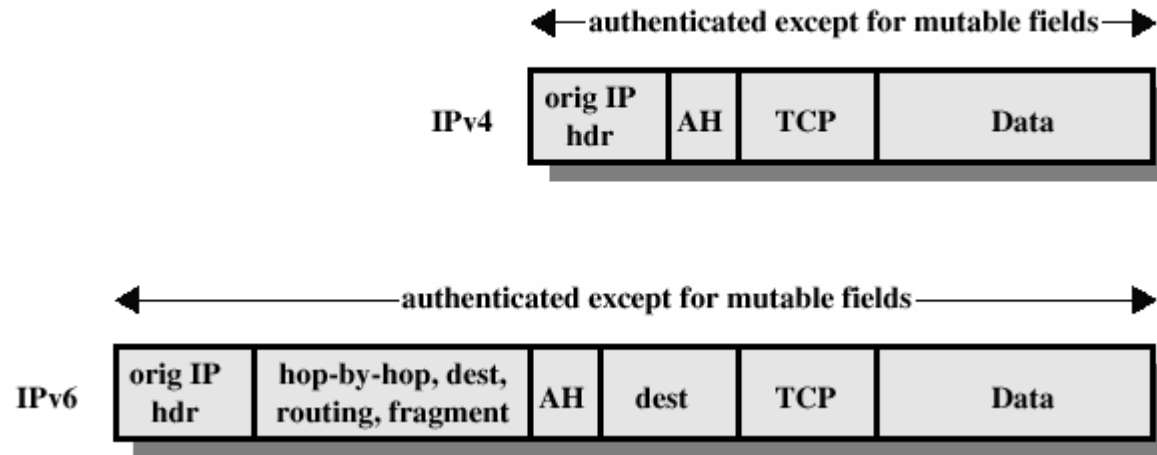 authenticated except for mutable fields
IPv4
orig IP
hdr
AH
TCP
Data
authenticated except for mutable fields
IPv6
orig IP
hdr
hop-by-hop, dest,
routing, fragment
AH
dest
TCP
Data